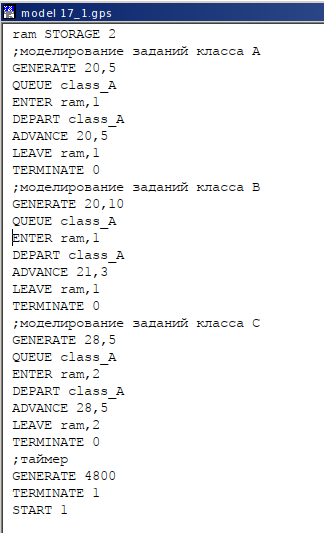 model 17_1.gps
ram STORAGE 2
;моделирование заданий класса A
GENERATE 20,5
QUEUE class_A
ENTER ram,1
DEPART class_A
ADVANCE 20,5
LEAVE ram,1
TERMINATE 0
;моделирование заданий класса B
GENERATE 20,10
QUEUE class_A
ENTER ram,1
DEPART class_A
ADVANCE 21,3
LEAVE ram,1
TERMINATE 0
;моделирование заданий класса C
GENERATE 28,5
QUEUE class_A
ENTER ram,2
DEPART class_A
ADVANCE 28,5
LEAVE ram,2
TERMINATE 0
;таймер
GENERATE 4800
TERMINATE 1
START 1